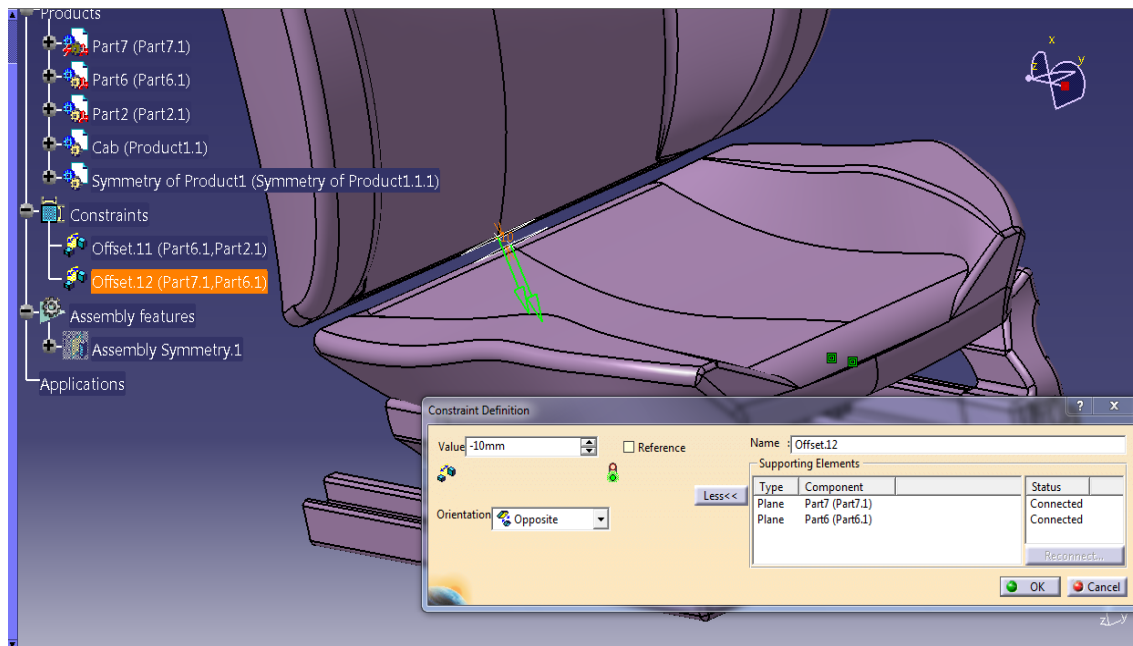 Products
Part7 (Part7.1)
Part6 (Part6.1)
Part2 (Part2.1)
Cab (Product1.1)
Symmetry of Product1 (Symmetry of Product1.1.1)
Constraints
Offset.11 (Part6.1,Part2.1)
Offset.12 (Part7.1,Part6.1)
Assembly features
Assembly Symmetry.1
Applications
x
y
z
Constraint Definition
? X
Value -10mm
Reference
Name : Offset.12
Supporting Elements
Type Component Status
Plane Part7 (Part7.1) Connected
Plane Part6 (Part6.1) Connected
Less<<
Orientation Opposite
Reconnect...
OK Cancel
z y